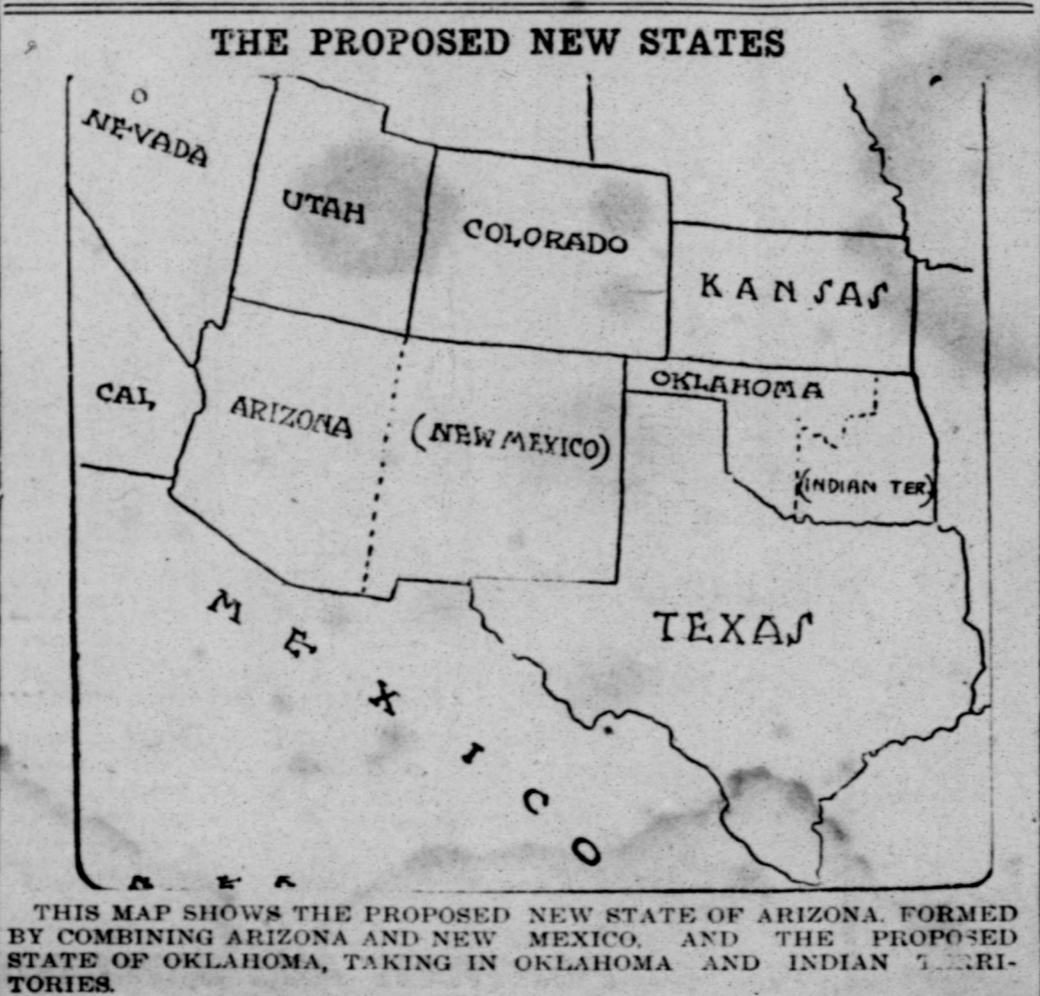 THE PROPOSED NEW STATES
NEVADA
UTAH
COLORADO
KANSAS
CAL,
ARIZONA
(NEW MEXICO)
OKLAHOMA
(INDIAN TER)
TEXAS
MEXICO
THIS MAP SHOWS THE PROPOSED NEW STATE OF ARIZONA. FORMED
BY COMBINING ARIZONA AND NEW MEXICO. AND THE PROPOSED
STATE OF OKLAHOMA, TAKING IN OKLAHOMA AND INDIAN TERRI-
TORIES.